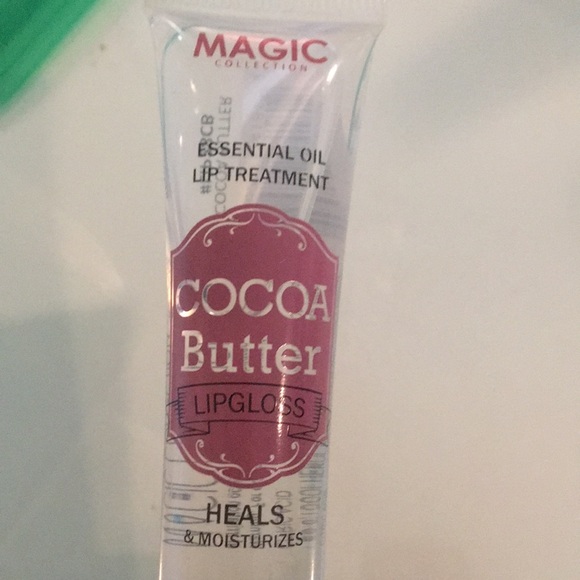 MAGIC
COLLECTION
ESSENTIAL OIL
LIP TREATMENT
COCOA
Butter
LIPGLOSS
HEALS
& MOISTURIZES